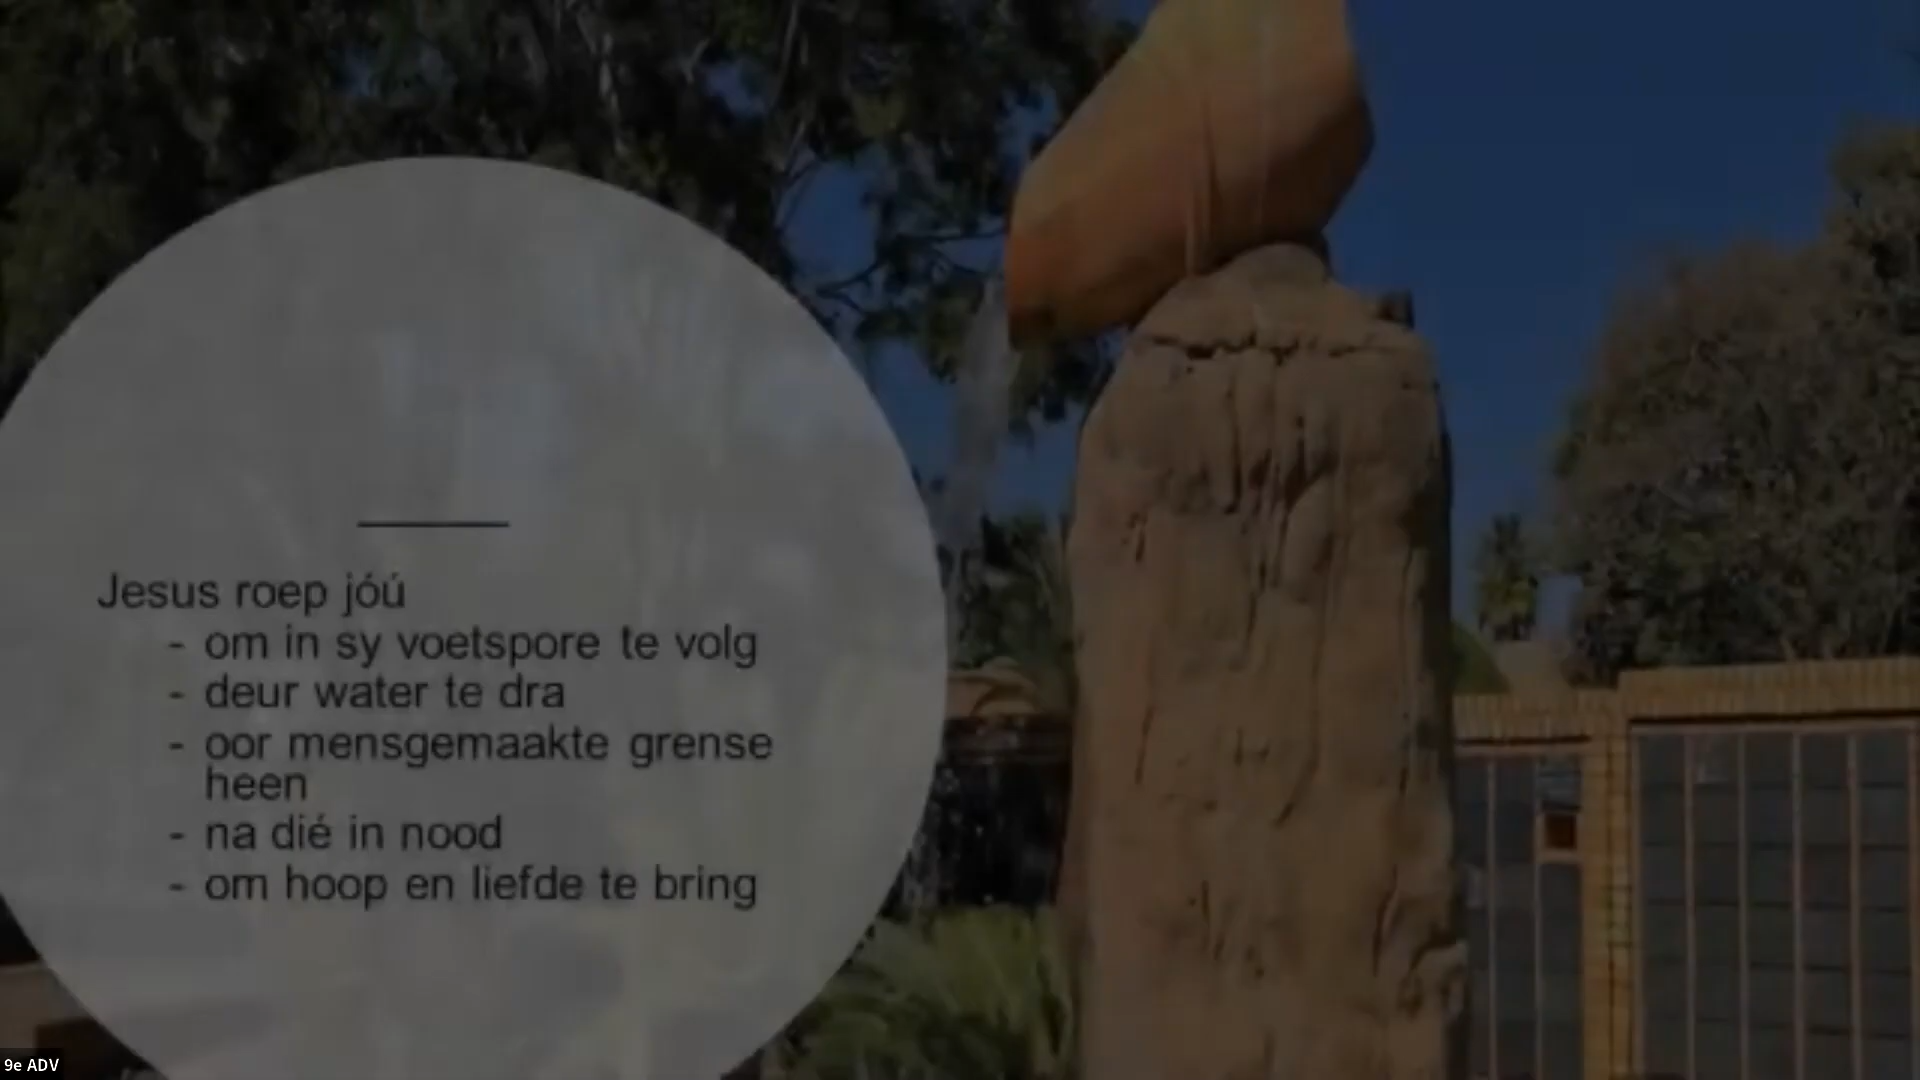 Jesus roep jóú
- om in sy voetspore te volg
- deur water te dra
- oor mensgemaakte grense
heen
- na dié in nood
- om hoop en liefde te bring
9e ADV